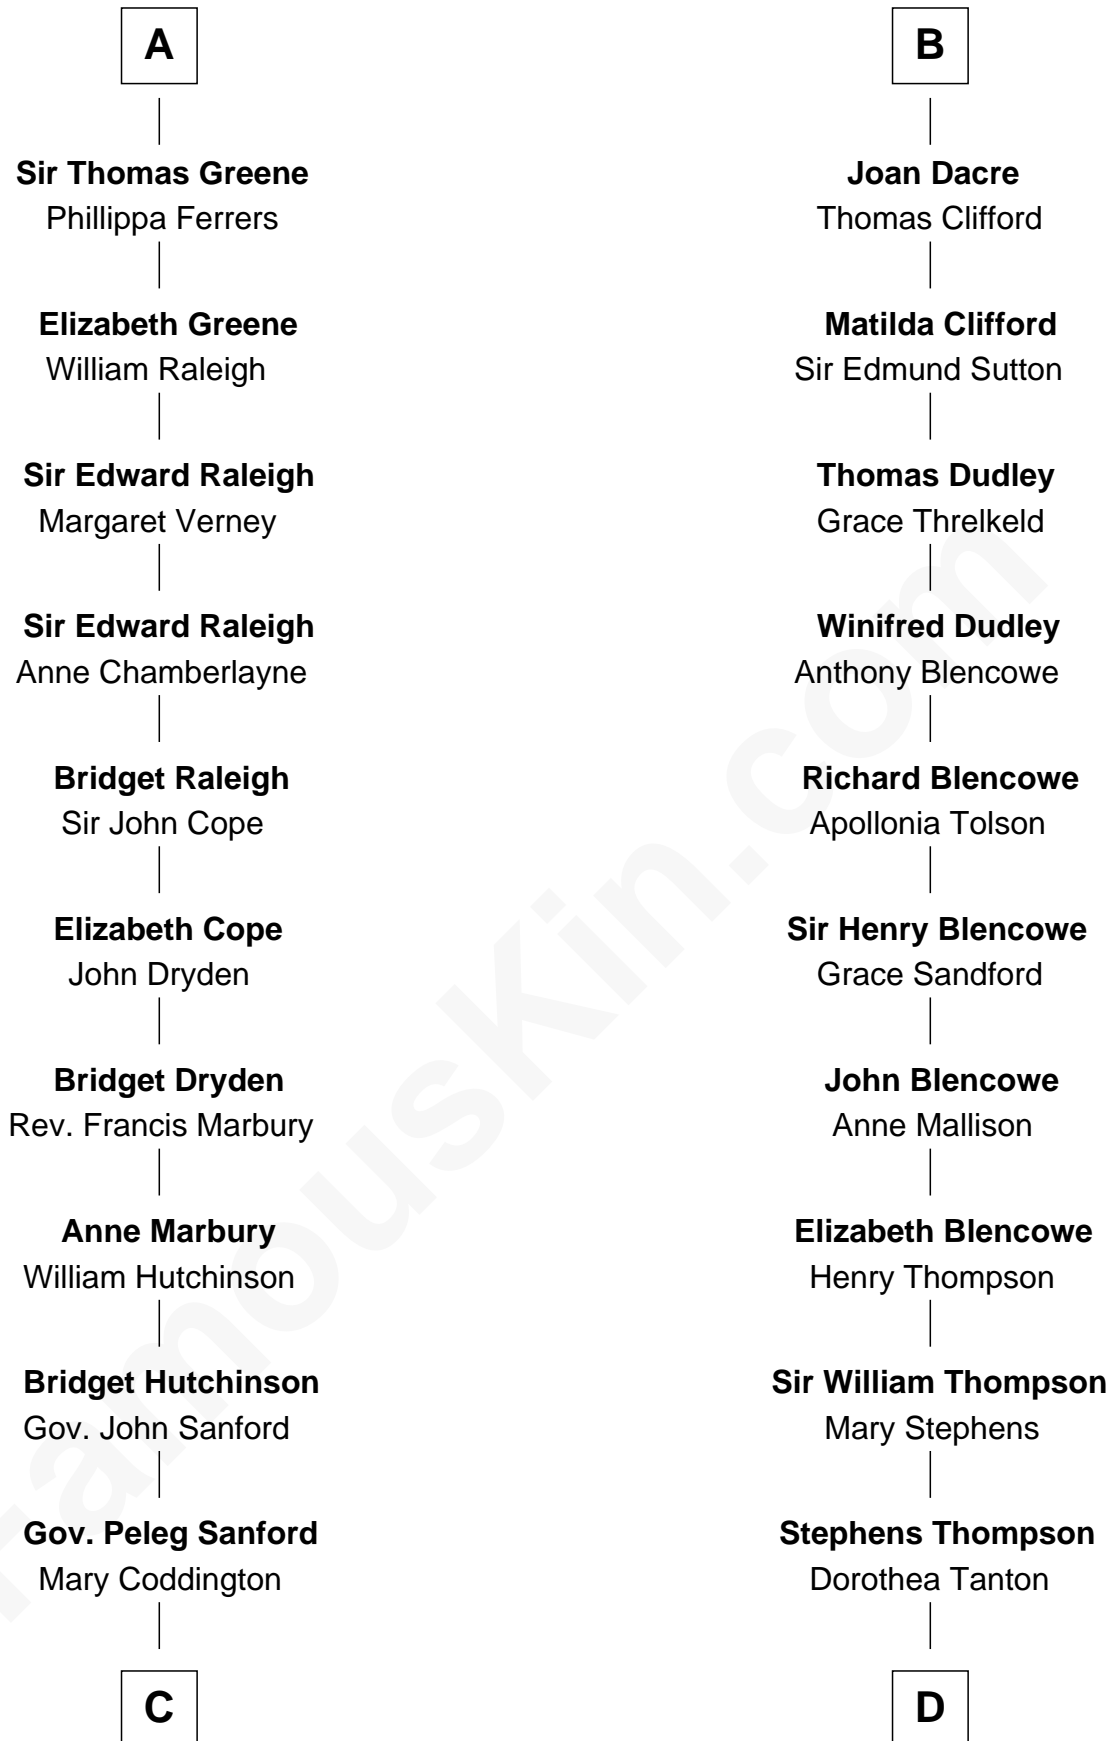 A
Sir Thomas Greene
Phillippa Ferrers
Elizabeth Greene
William Raleigh
Sir Edward Raleigh
Margaret Verney
Sir Edward Raleigh
Anne Chamberlayne
Bridget Raleigh
Sir John Cope
Elizabeth Cope
John Dryden
Bridget Dryden
Rev. Francis Marbury
Anne Marbury
William Hutchinson
Bridget Hutchinson
Gov. John Sanford
Gov. Peleg Sanford
Mary Coddington
C
B
Joan Dacre
Thomas Clifford
Matilda Clifford
Sir Edmund Sutton
Thomas Dudley
Grace Threlkeld
Winifred Dudley
Anthony Blencowe
Richard Blencowe
Apollonia Tolson
Sir Henry Blencowe
Grace Sandford
John Blencowe
Anne Mallison
Elizabeth Blencowe
Henry Thompson
Sir William Thompson
Mary Stephens
Stephens Thompson
Dorothea Tanton
D
FamousKin.com